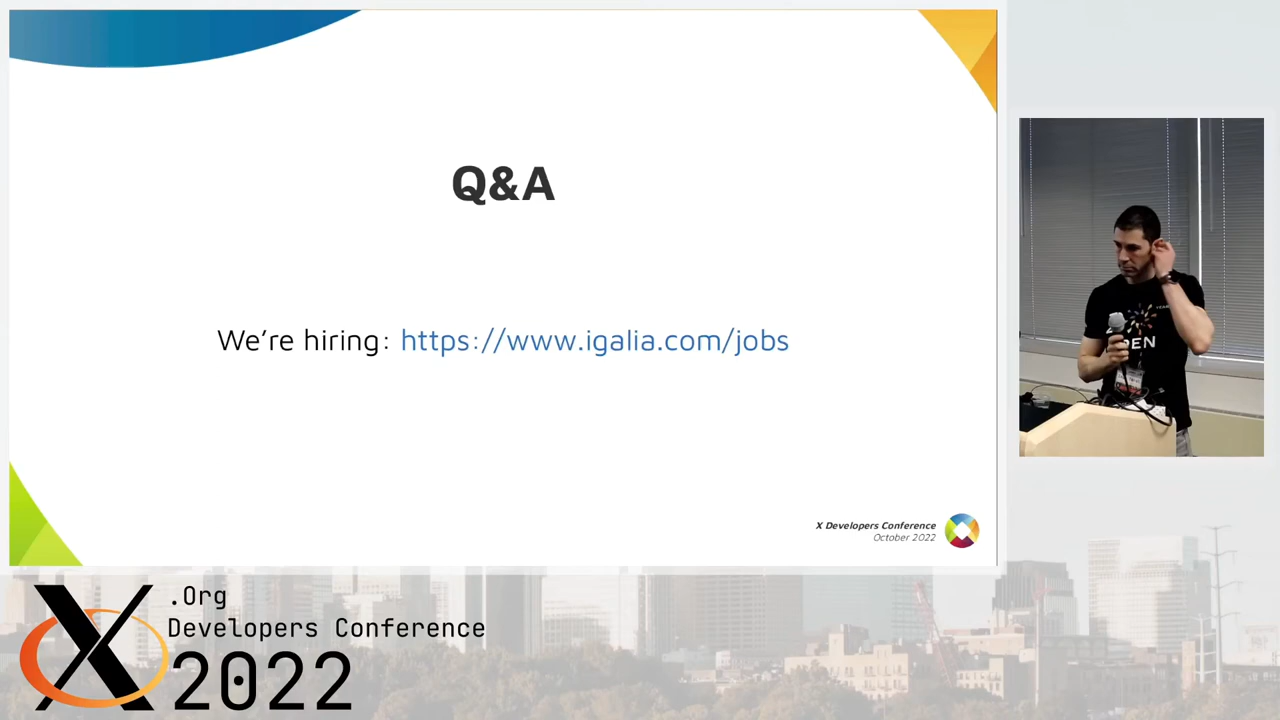 Q&A
We're hiring: https://www.igalia.com/jobs
X Developers Conference
October 2022
.Org
Developers Conference
2022